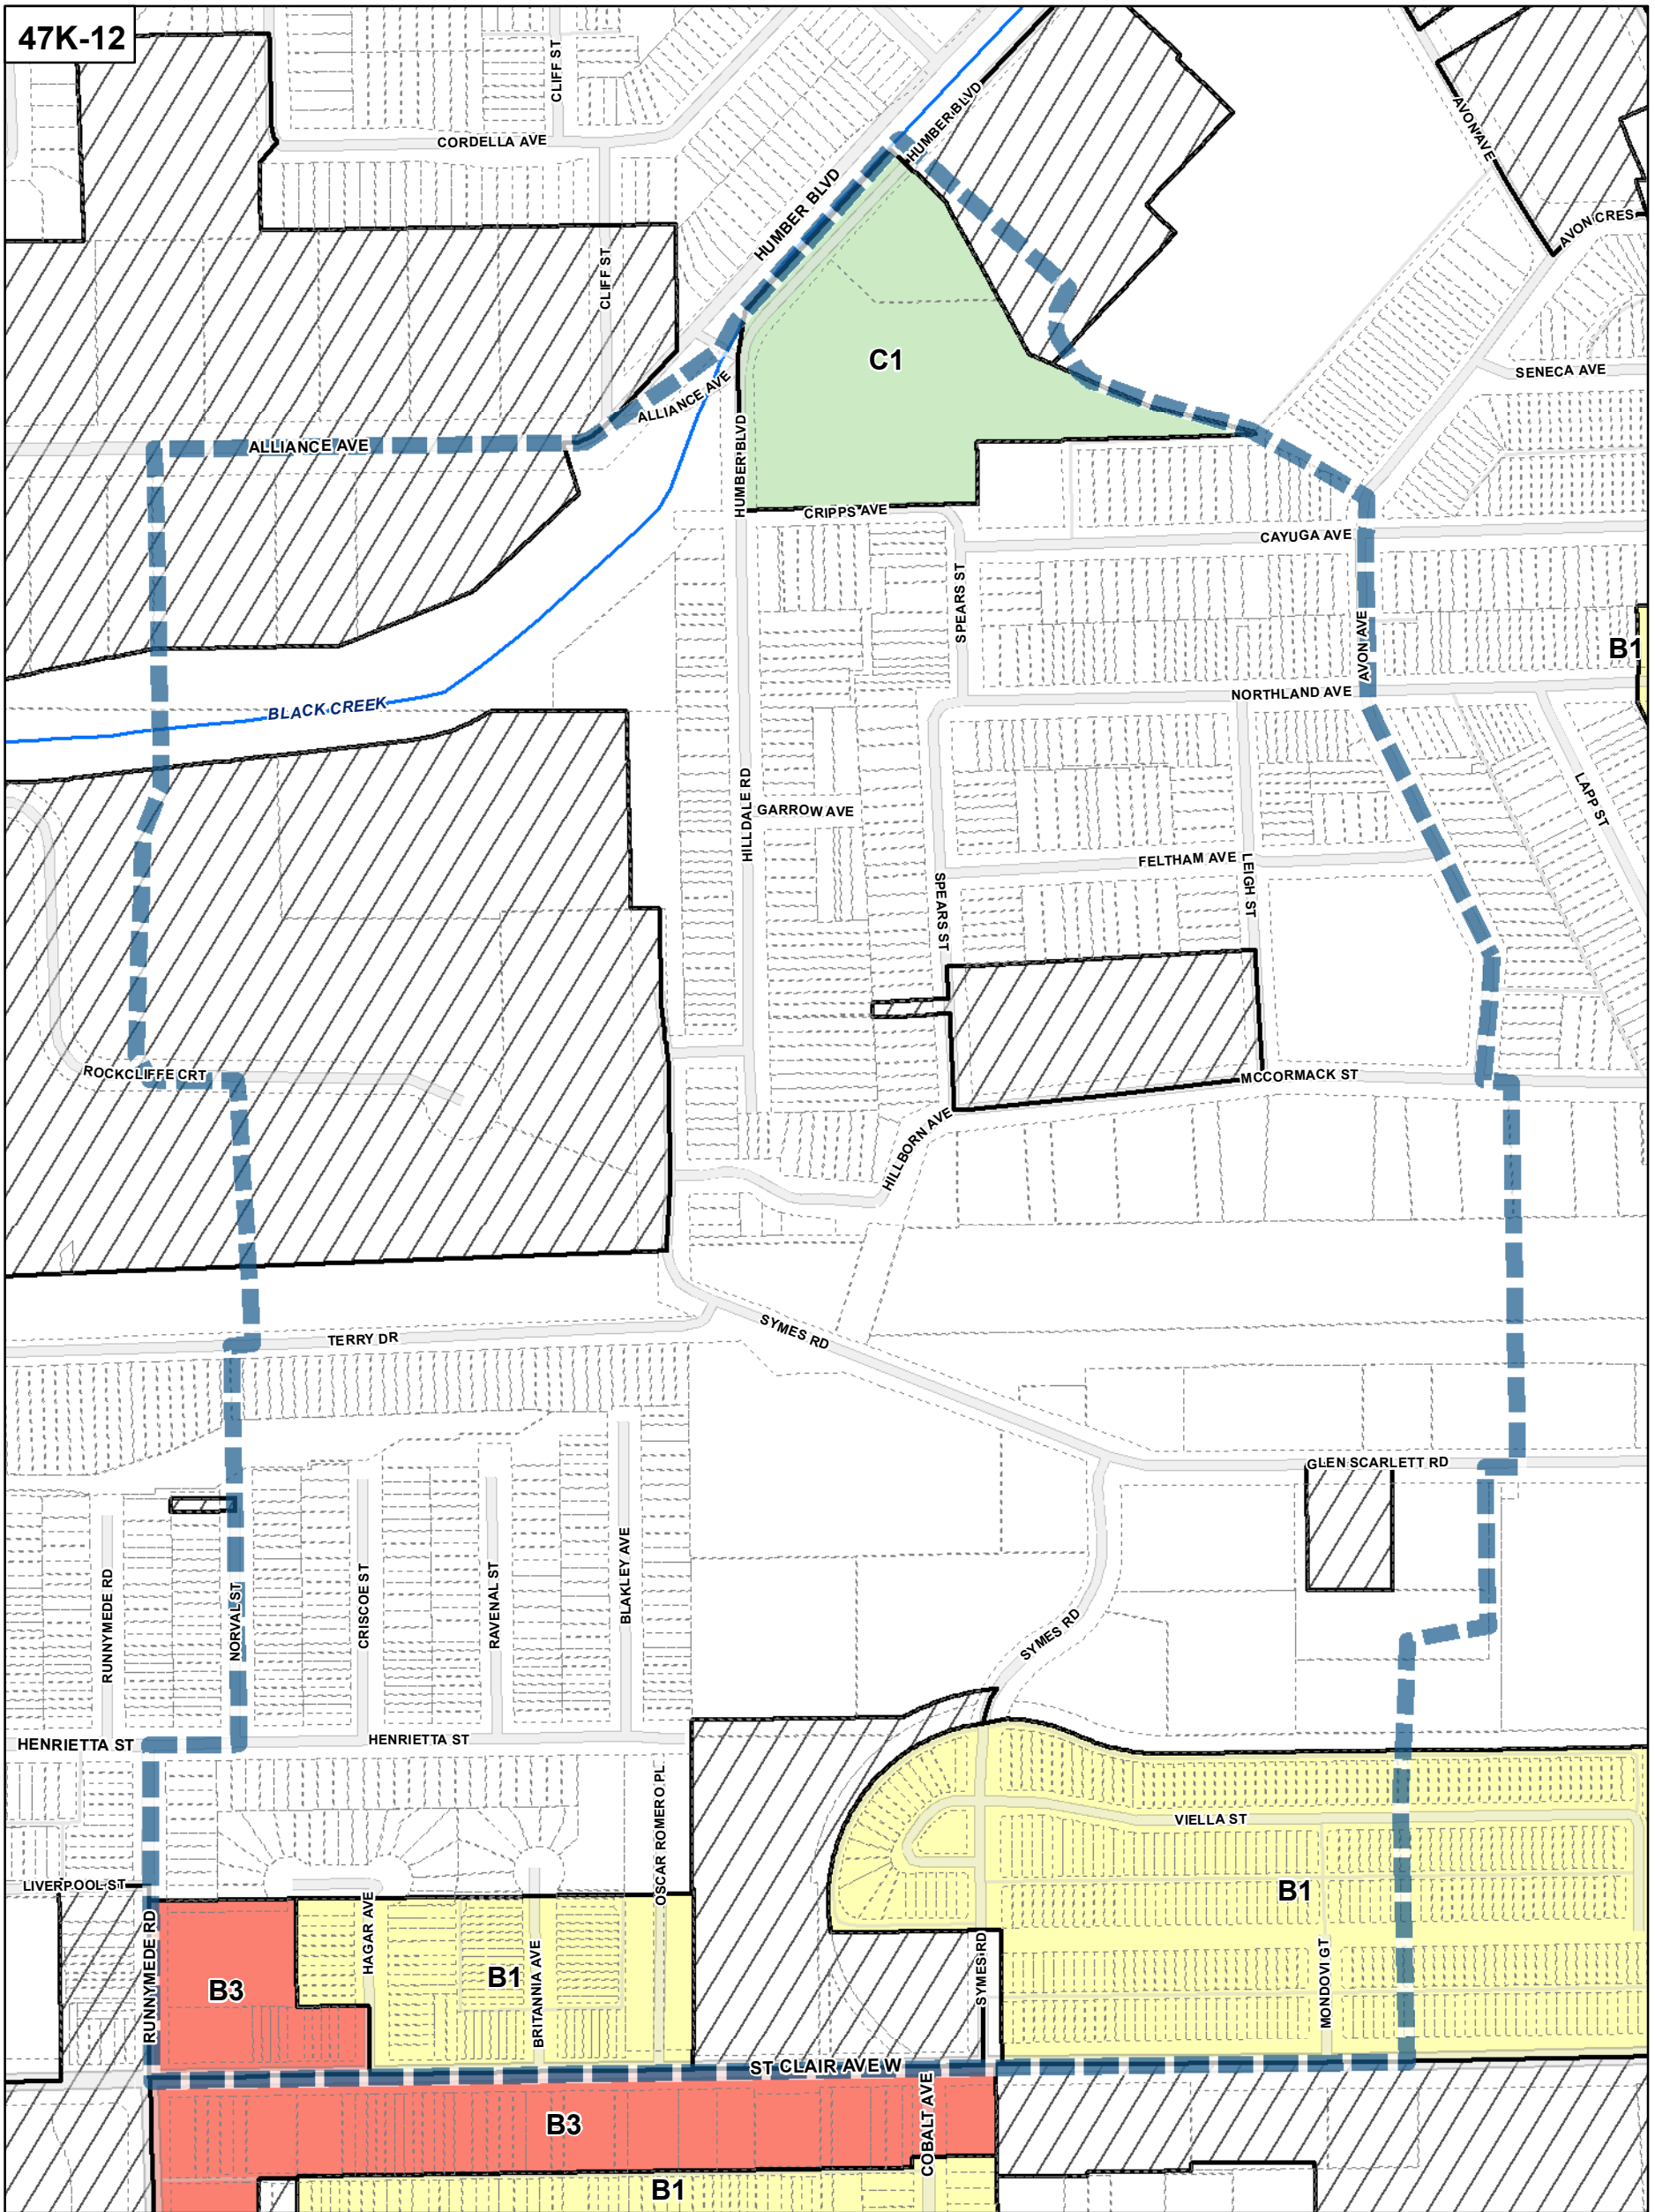 47K-12
CLIFF ST
CORDELLA AVE
HUMBER BLVD
HUMBER BLVD
AVON AVE
AVON CRES
CLIFF ST
C1
SENECA AVE
ALLIANCE AVE
ALLIANCE AVE
HUMBER BLVD
CRIPPS AVE
CAYUGA AVE
SPEARS ST
AVON AVE
B1
NORTHLAND AVE
BLACK CREEK
HILLDALE RD
GARROW AVE
LAPP ST
FELTHAM AVE
LEIGH ST
SPEARS ST
ROCKCLIFFE CRT
MCCORMACK ST
HILLBORN AVE
TERRY DR
SYMES RD
GLEN SCARLETT RD
RUNNYMEDE RD
NORVAL ST
CRISCOE ST
RAVENAL ST
BLAKLEY AVE
SYMES RD
HENRIETTA ST
HENRIETTA ST
OSCAR ROMERO PL
VIELLA ST
LIVERPOOL ST
B1
RUNNYMEDE RD
B3
HAGAR AVE
B1
BRITANNIA AVE
SYMES RD
MONDOVI GT
ST CLAIR AVE W
B3
COBALT AVE
B1